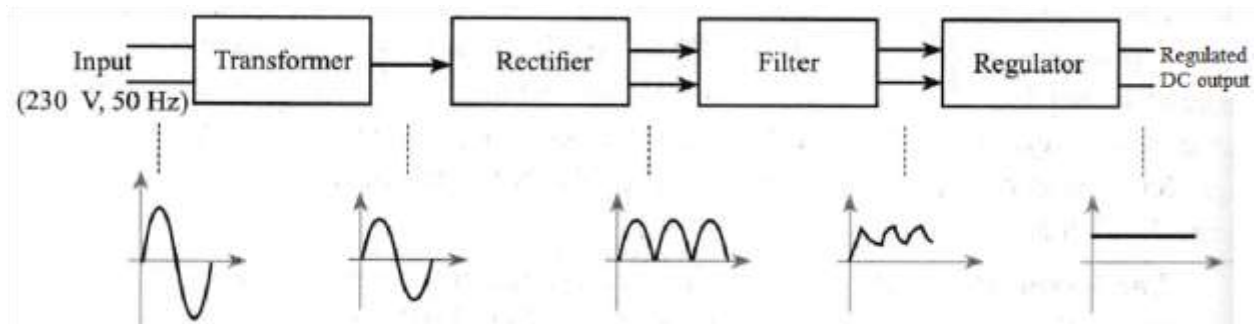 Input
(230 V, 50 Hz)
Transformer
Rectifier
Filter
Regulator
Regulated
DC output